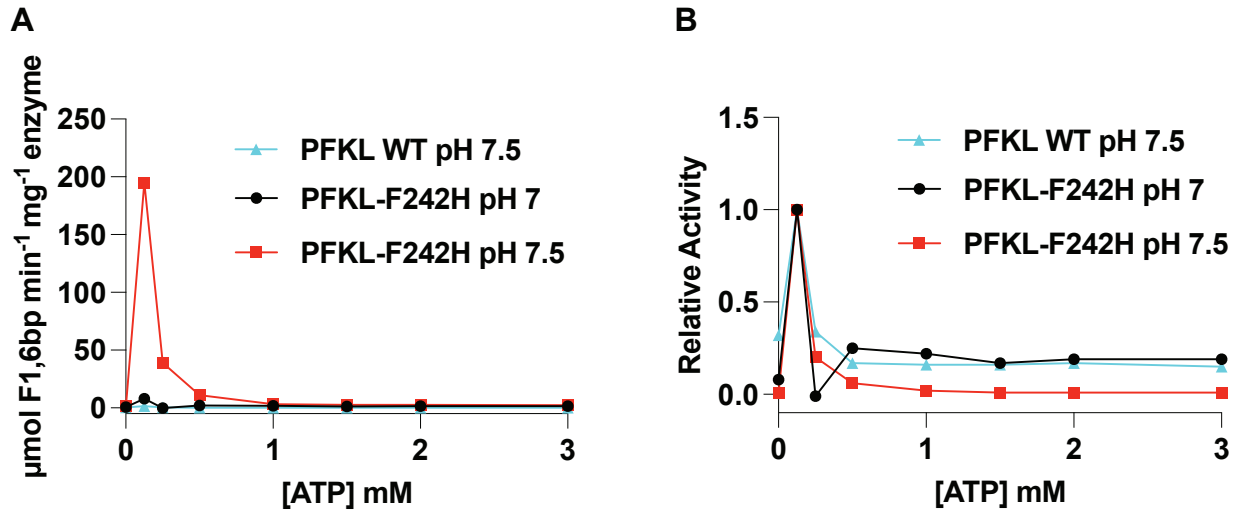 A
µmol F1,6bp min⁻¹ mg⁻¹ enzyme
250
200
150
100
50
0
0
1
2
3
[ATP] mM
PFKL WT pH 7.5
PFKL-F242H pH 7
PFKL-F242H pH 7.5
B
Relative Activity
1.5
1.0
0.5
0.0
0
1
2
3
[ATP] mM
PFKL WT pH 7.5
PFKL-F242H pH 7
PFKL-F242H pH 7.5